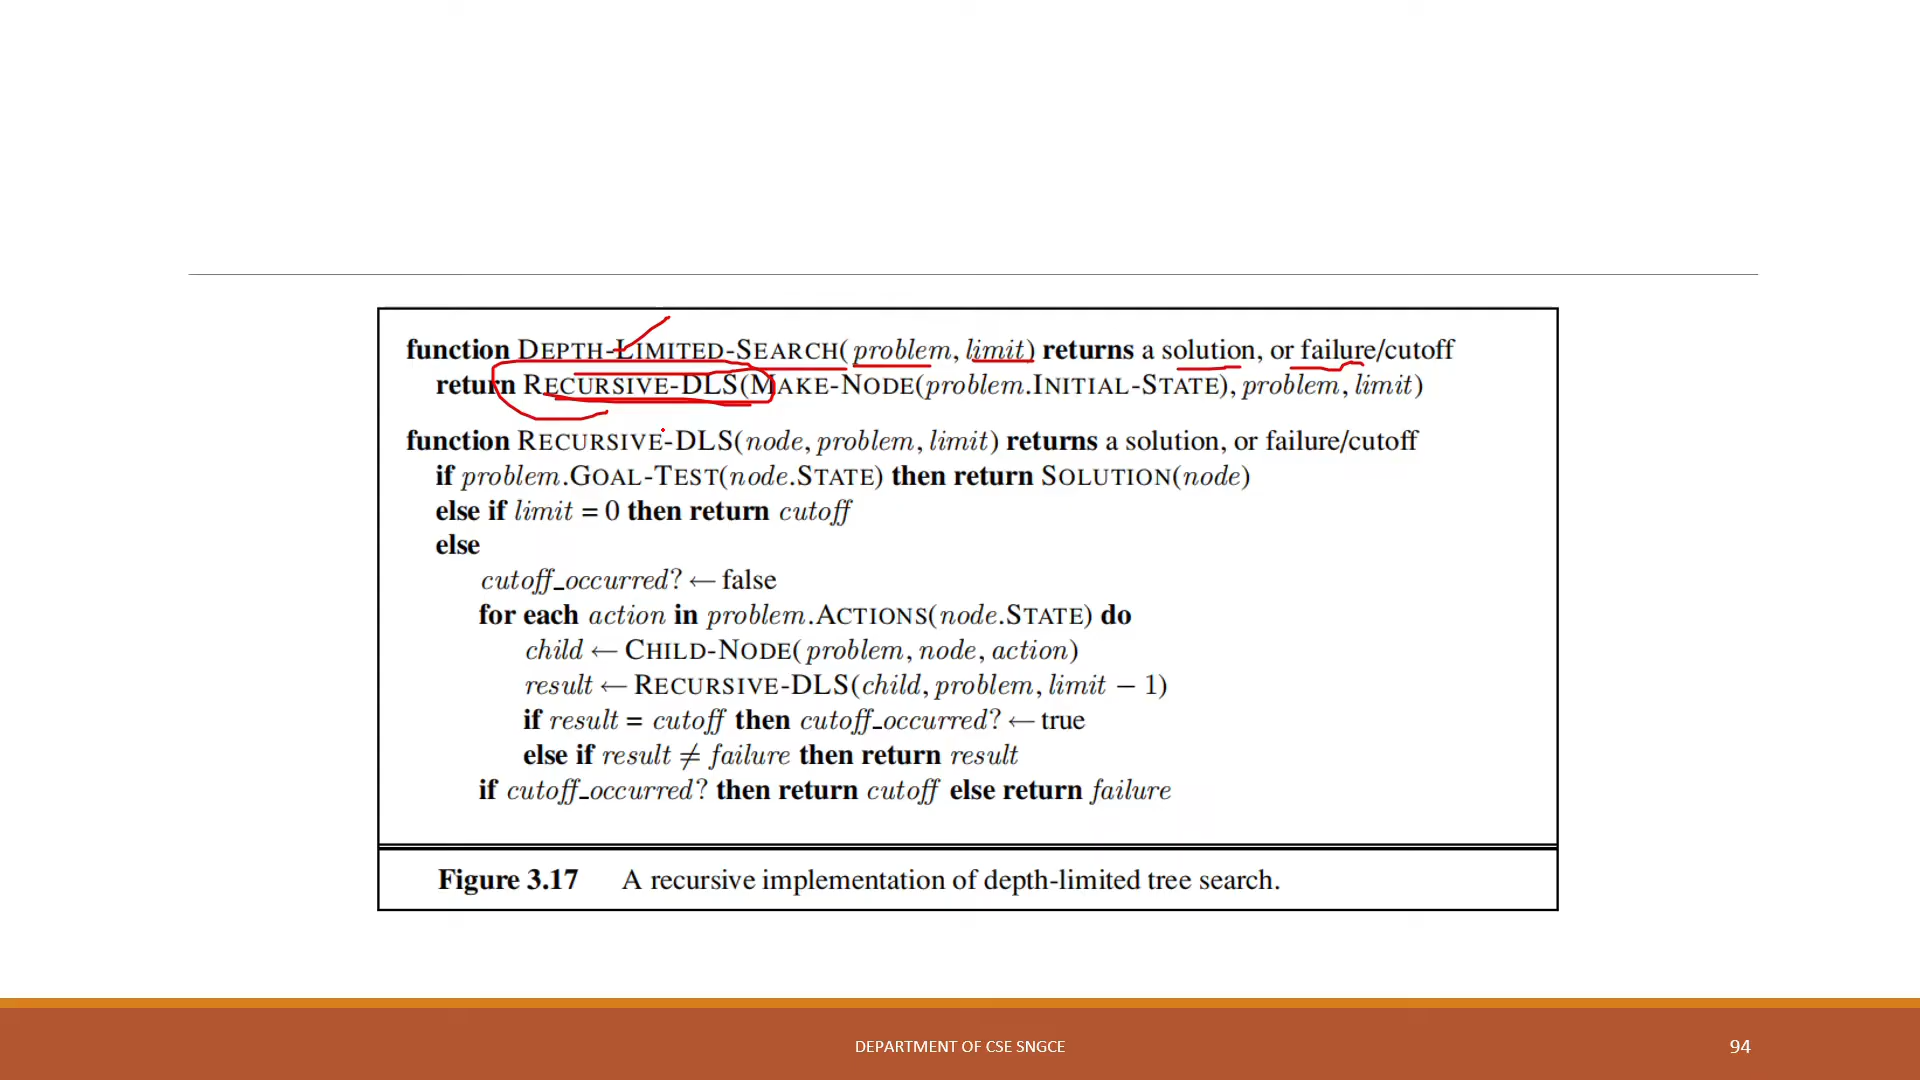 function DEPTH-LIMITED-SEARCH(problem, limit) returns a solution, or failure/cutoff
return RECURSIVE-DLS(MAKE-NODE(problem.INITIAL-STATE), problem, limit)
function RECURSIVE-DLS(node, problem, limit) returns a solution, or failure/cutoff
if problem.GOAL-TEST(node.STATE) then return SOLUTION(node)
else if limit = 0 then return cutoff
else
cutoff_occurred? ← false
for each action in problem.ACTIONS(node.STATE) do
child ← CHILD-NODE(problem, node, action)
result ← RECURSIVE-DLS(child, problem, limit − 1)
if result = cutoff then cutoff_occurred? ← true
else if result ≠ failure then return result
if cutoff_occurred? then return cutoff else return failure
Figure 3.17 A recursive implementation of depth-limited tree search.
DEPARTMENT OF CSE SNGCE
94